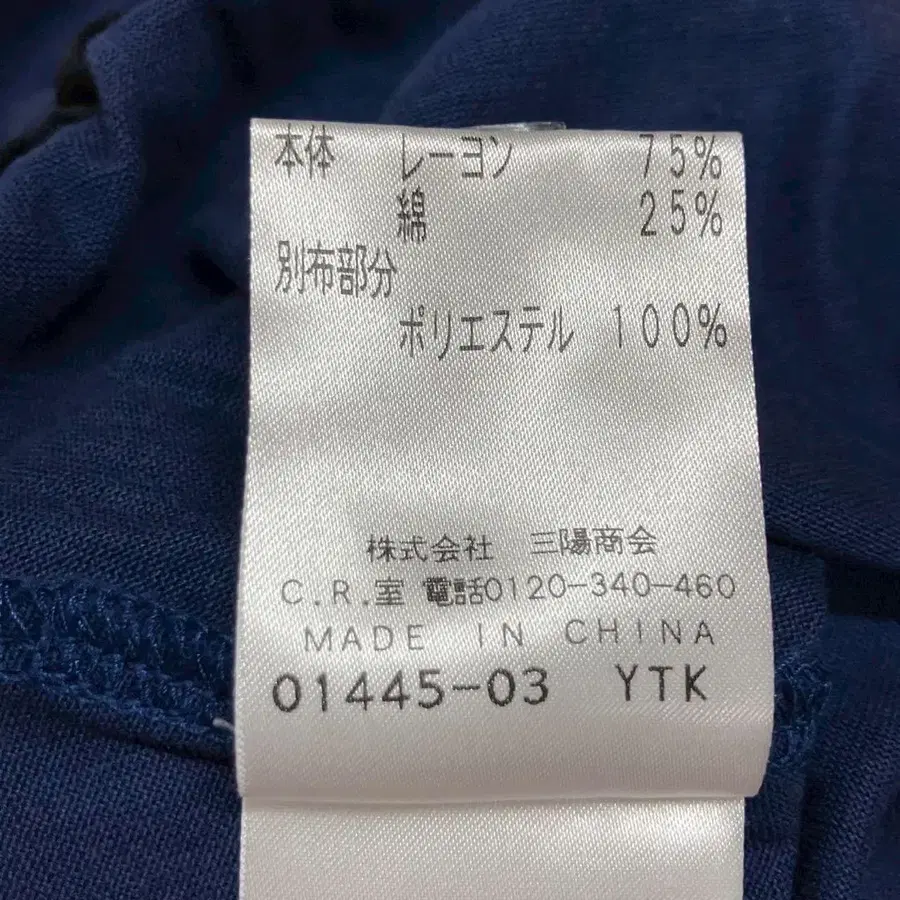 本体 レーヨン 75%
綿 25%
別布部分
ポリエステル 100%
株式会社 三陽商会
C.R.室 電話0120-340-460
MADE IN CHINA
01445-03 YTK